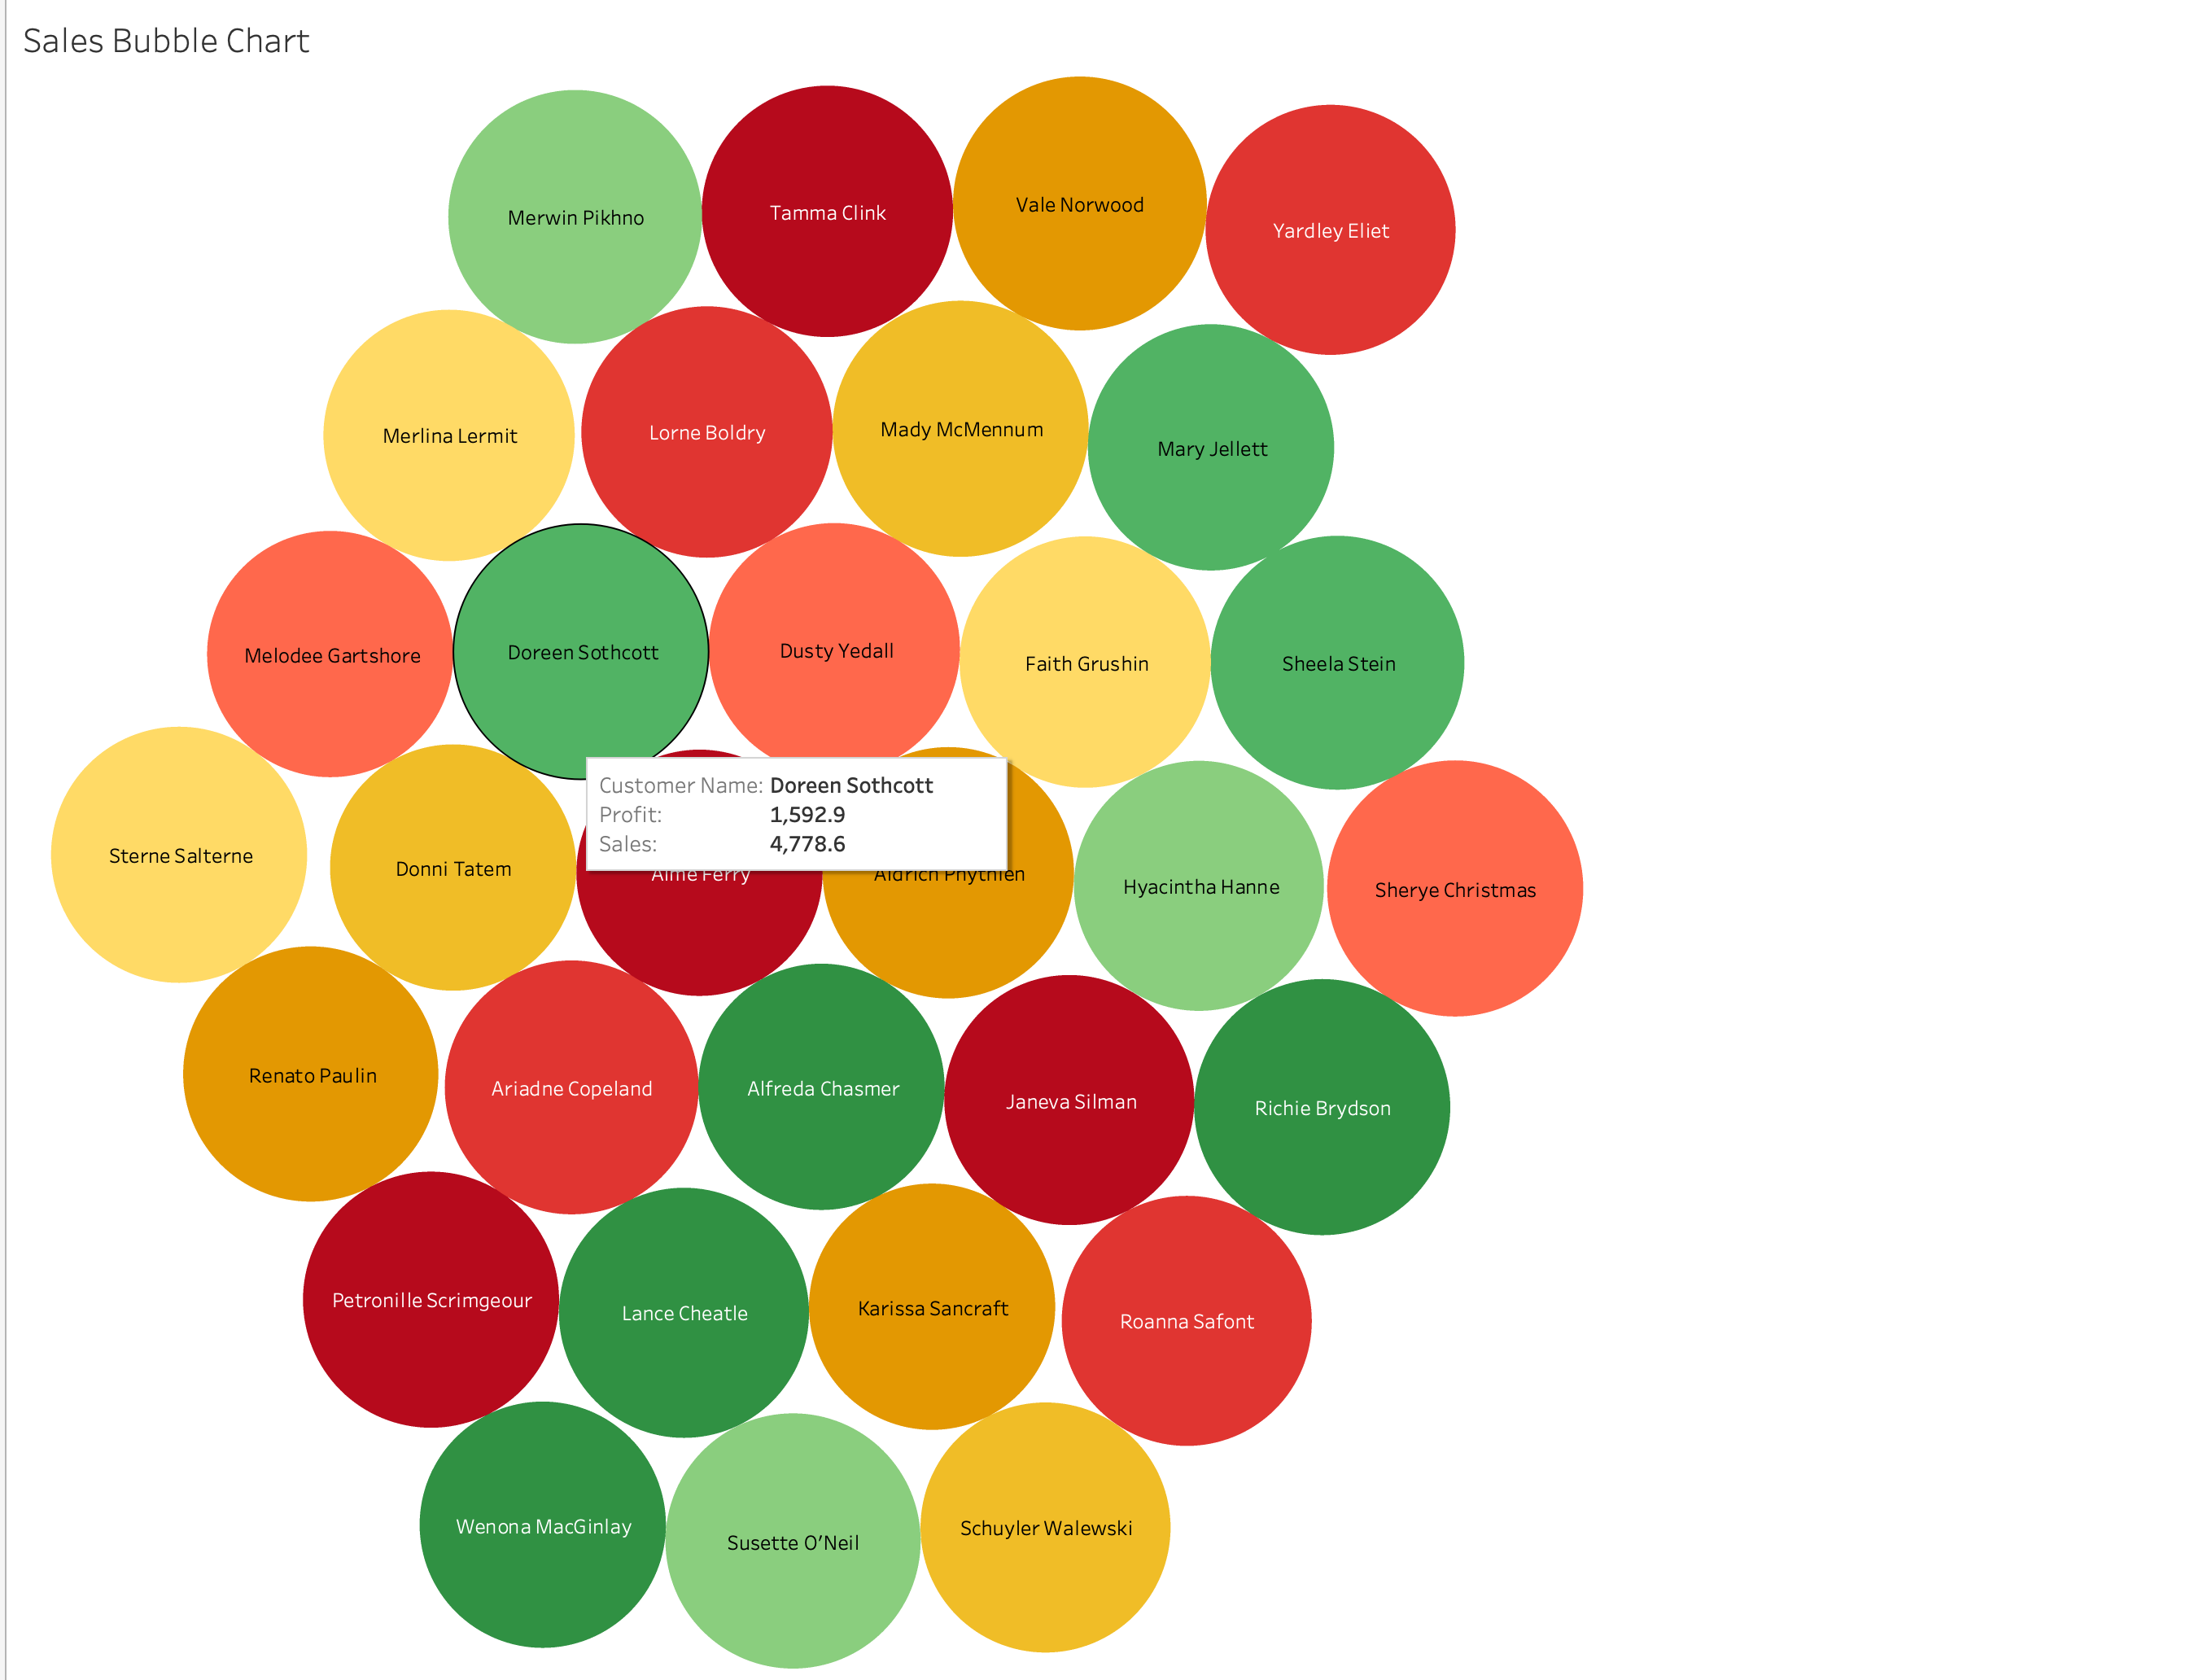 Sales Bubble Chart
Merwin Pikhno
Tamma Clink
Vale Norwood
Yardley Eliet
Merlina Lermit
Lorne Boldry
Mady McMennum
Mary Jellett
Melodee Gartshore
Doreen Sothcott
Dusty Yedall
Faith Grushin
Sheela Stein
Customer Name: Doreen Sothcott
Profit: 1,592.9
Sales: 4,778.6
Sterne Salterne
Donni Tatem
Aime Ferry
Aldrich Phythien
Hyacintha Hanne
Sherye Christmas
Renato Paulin
Ariadne Copeland
Alfreda Chasmer
Janeva Silman
Richie Brydson
Petronille Scrimgeour
Lance Cheatle
Karissa Sancraft
Roanna Safont
Wenona MacGinlay
Susette O’Neil
Schuyler Walewski